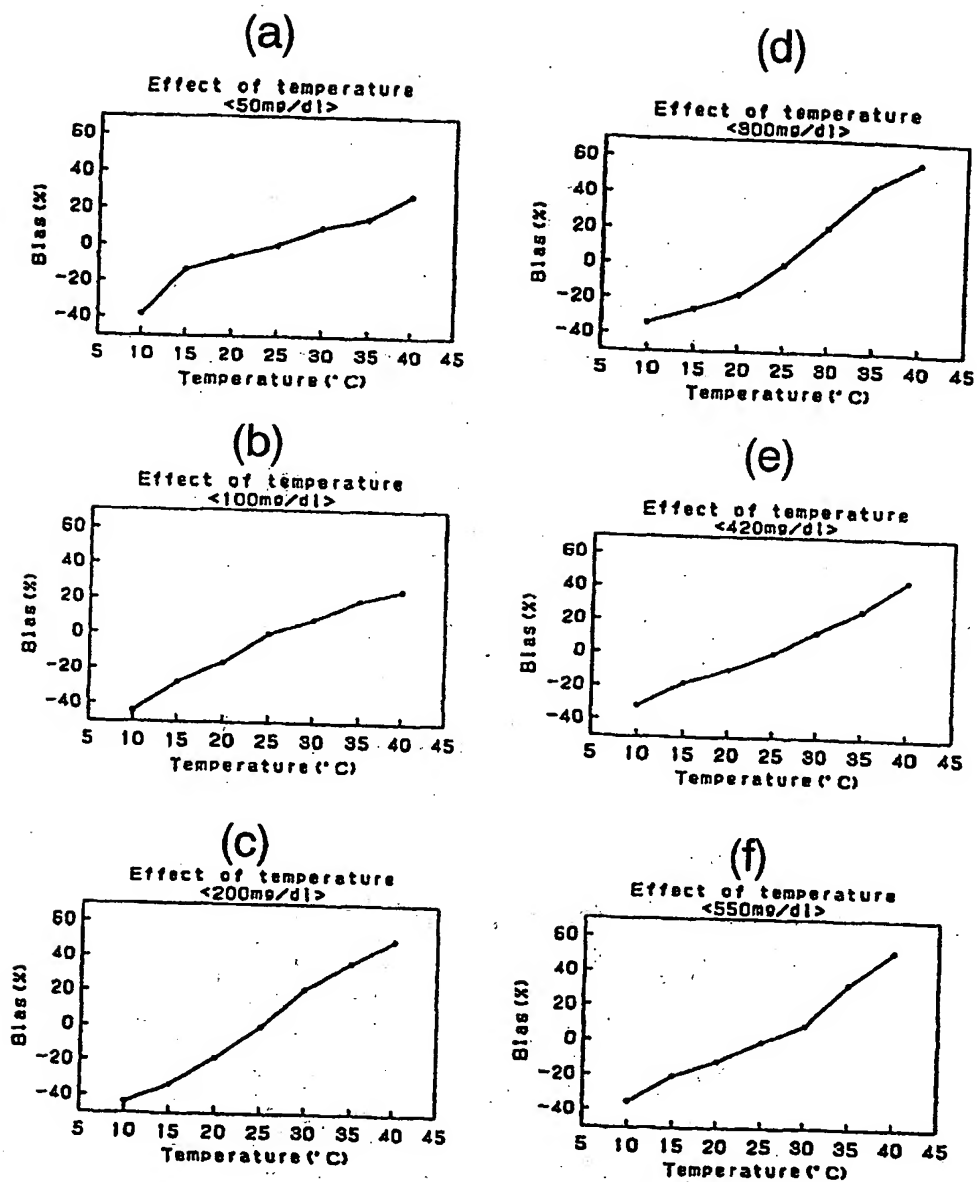 (a)
Effect of temperature
<50mg/dl>
60
40
20
0
-20
-40
Bias (%)
5 10 15 20 25 30 35 40 45
Temperature (°C)
(b)
Effect of temperature
<100mg/dl>
60
40
20
0
-20
-40
Bias (%)
5 10 15 20 25 30 35 40 45
Temperature (°C)
(c)
Effect of temperature
<200mg/dl>
60
40
20
0
-20
-40
Bias (%)
5 10 15 20 25 30 35 40 45
Temperature (°C)
(d)
Effect of temperature
<300mg/dl>
60
40
20
0
-20
-40
Bias (%)
5 10 15 20 25 30 35 40 45
Temperature (°C)
(e)
Effect of temperature
<420mg/dl>
60
40
20
0
-20
-40
Bias (%)
5 10 15 20 25 30 35 40 45
Temperature (°C)
(f)
Effect of temperature
<550mg/dl>
60
40
20
0
-20
-40
Bias (%)
5 10 15 20 25 30 35 40 45
Temperature (°C)